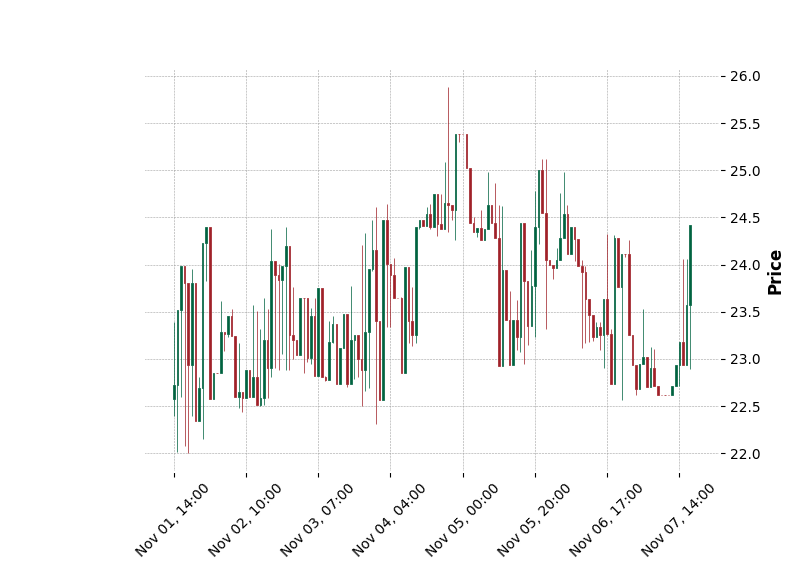 26.0
25.5
25.0
24.5
24.0
23.5
23.0
22.5
22.0
Price
Nov 01, 14:00
Nov 02, 10:00
Nov 03, 07:00
Nov 04, 04:00
Nov 05, 00:00
Nov 05, 20:00
Nov 06, 17:00
Nov 07, 14:00